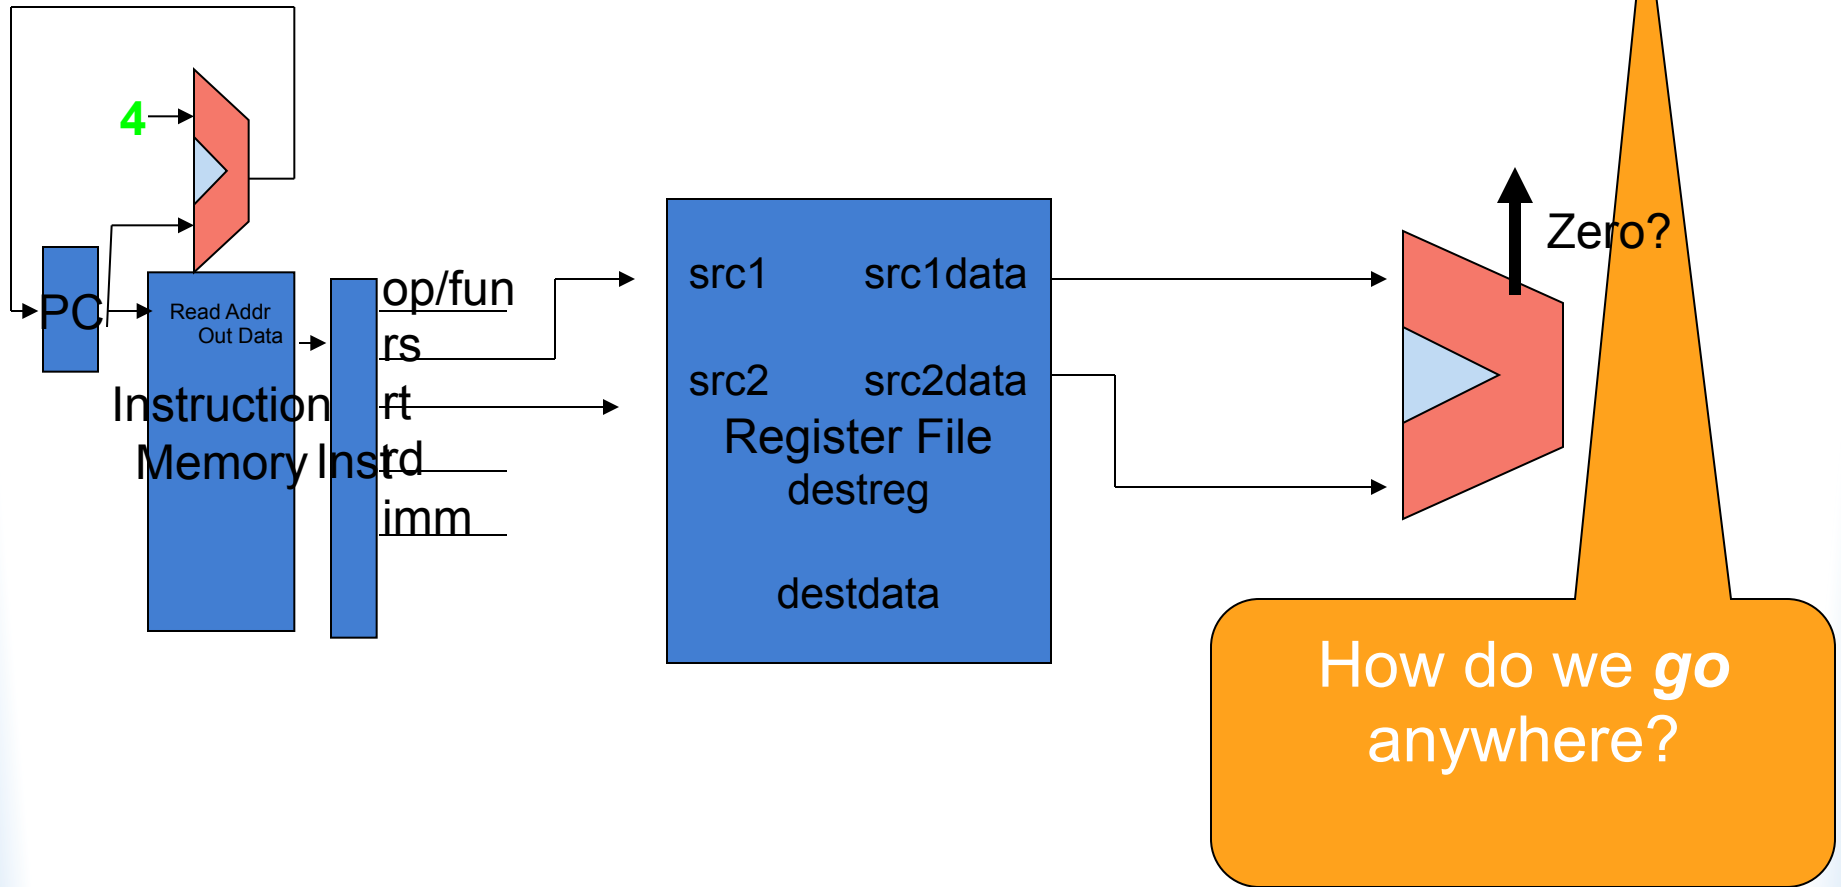 4
Zero?
PC
Read Addr
Out Data
Instruction
Memory
Inst
op/fun
rs
rt
rd
imm
src1
src1data
src2
src2data
Register File
destreg
destdata
How do we go
anywhere?